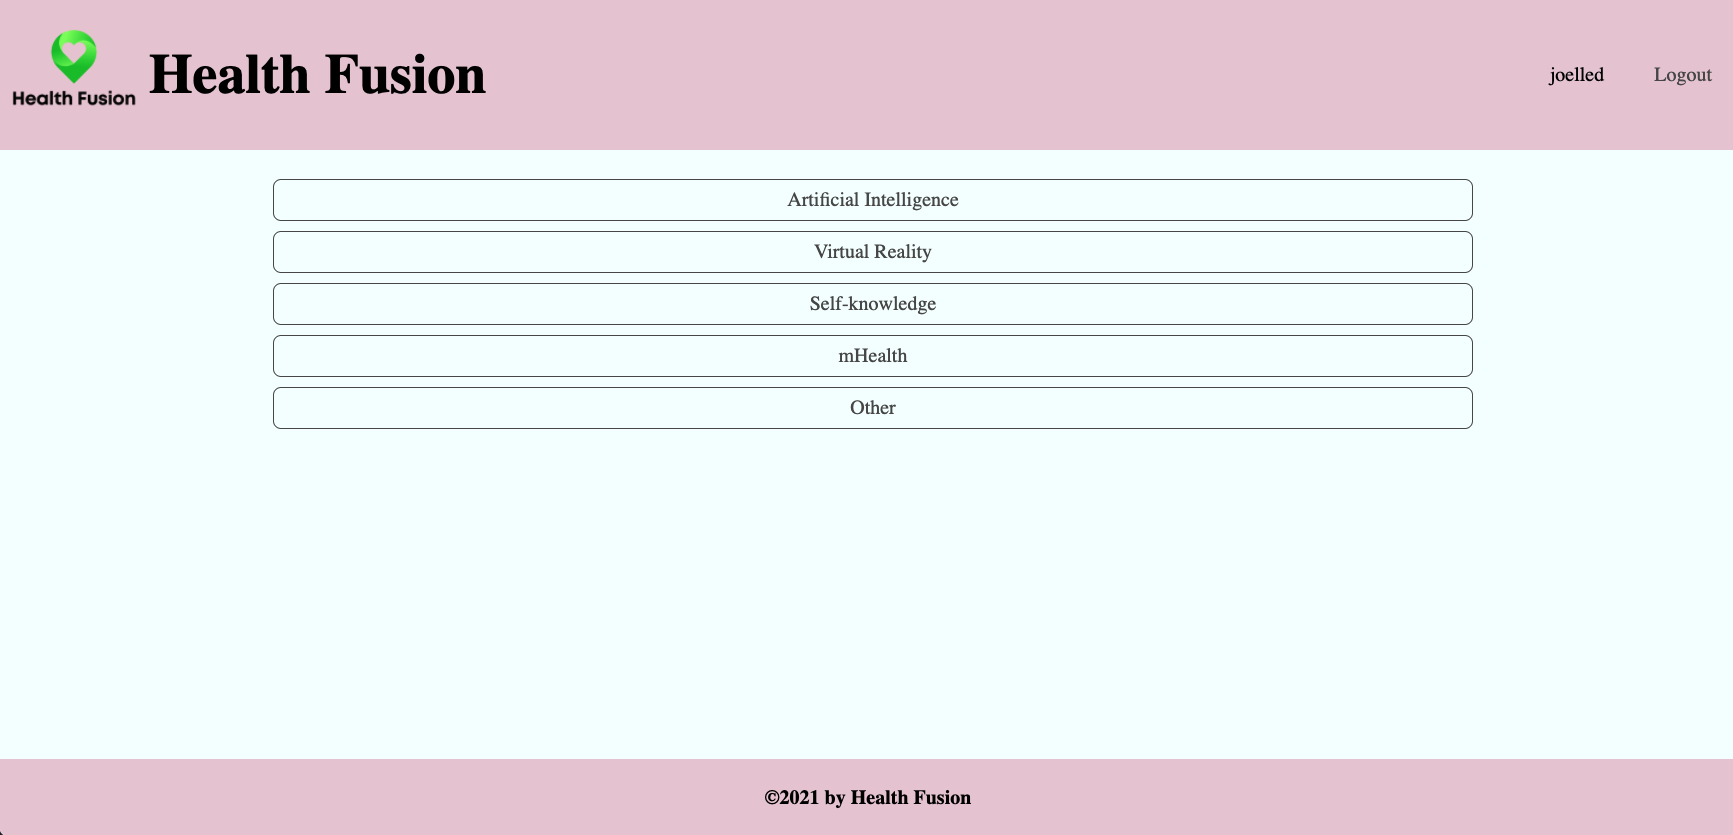 Health Fusion
Health Fusion
joelled
Logout
Artificial Intelligence
Virtual Reality
Self-knowledge
mHealth
Other
©2021 by Health Fusion